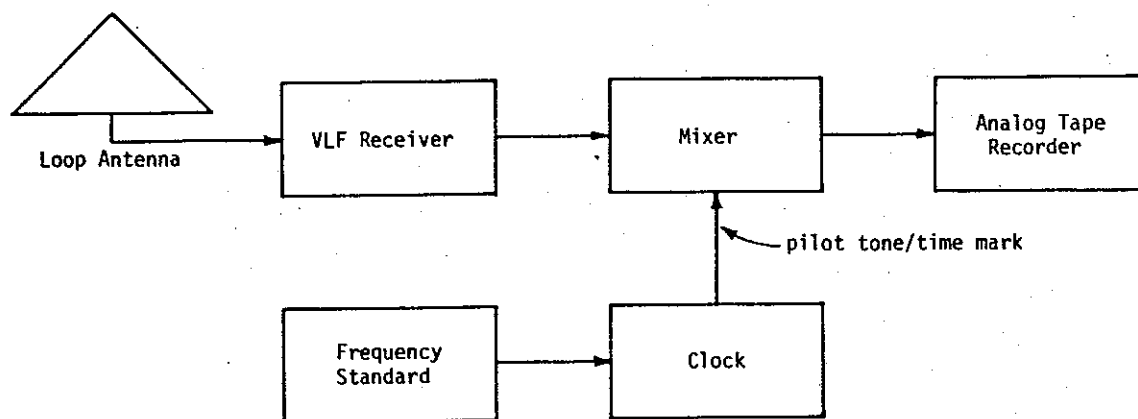 Loop Antenna
VLF Receiver
Mixer
Analog Tape
Recorder
pilot tone/time mark
Frequency
Standard
Clock